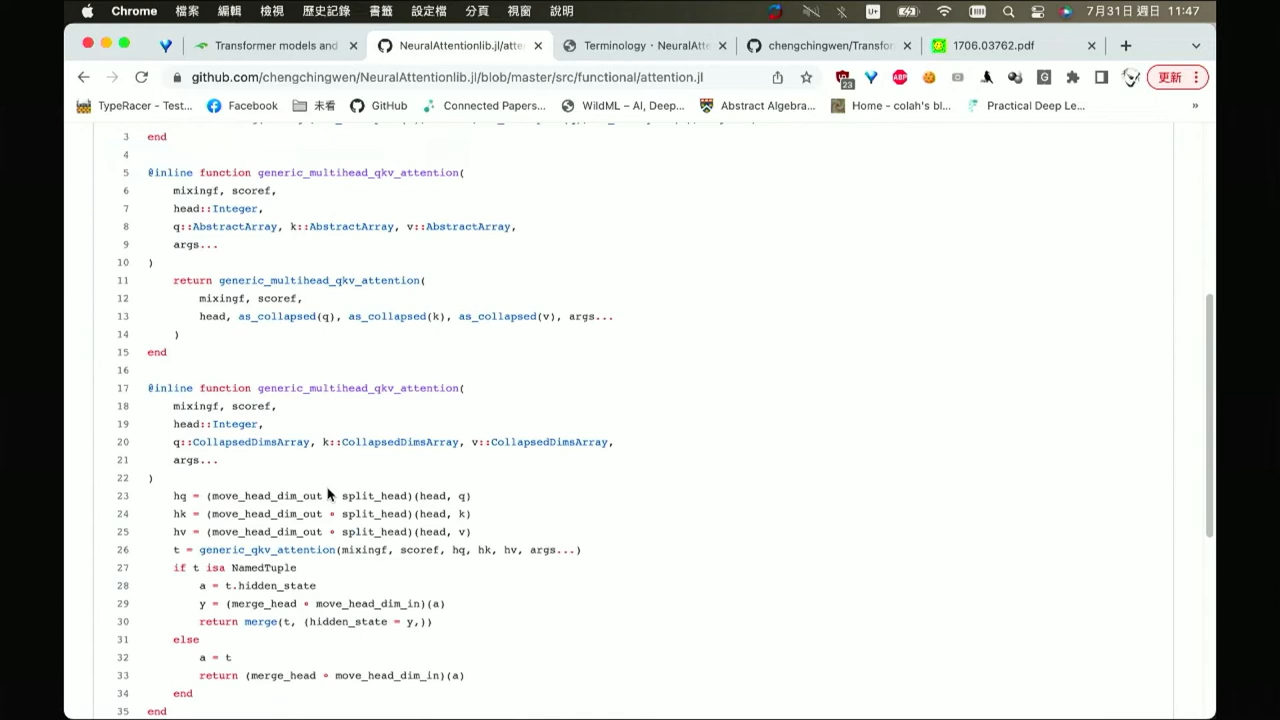 Chrome 檔案 編輯 檢視 歷史記錄 書籤 設定檔 分頁 視窗 說明 7月31日 週日 11:47
Transformer models and NeuralAttentionlib.jl/atte Terminology · NeuralAtte chengchingwen/Transfor 1706.03762.pdf
github.com/chengchingwen/NeuralAttentionlib.jl/blob/master/src/functional/attention.jl 23 ABP G 更新
TypeRacer - Test... Facebook 未看 GitHub Connected Papers... WildML – AI, Deep... Abstract Algebra... Home - colah's bl... Practical Deep Le... »
3 end
4
5 @inline function generic_multihead_qkv_attention(
6 mixingf, scoref,
7 head::Integer,
8 q::AbstractArray, k::AbstractArray, v::AbstractArray,
9 args...
10 )
11 return generic_multihead_qkv_attention(
12 mixingf, scoref,
13 head, as_collapsed(q), as_collapsed(k), as_collapsed(v), args...
14 )
15 end
16
17 @inline function generic_multihead_qkv_attention(
18 mixingf, scoref,
19 head::Integer,
20 q::CollapsedDimsArray, k::CollapsedDimsArray, v::CollapsedDimsArray,
21 args...
22 )
23 hq = (move_head_dim_out split_head)(head, q)
24 hk = (move_head_dim_out ∘ split_head)(head, k)
25 hv = (move_head_dim_out ∘ split_head)(head, v)
26 t = generic_qkv_attention(mixingf, scoref, hq, hk, hv, args...)
27 if t isa NamedTuple
28 a = t.hidden_state
29 y = (merge_head ∘ move_head_dim_in)(a)
30 return merge(t, (hidden_state = y,))
31 else
32 a = t
33 return (merge_head ∘ move_head_dim_in)(a)
34 end
35 end